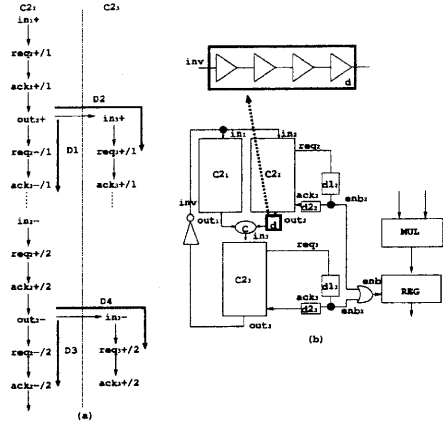 C2₂ C2₃
in₂+
req₂+/1
ack₂+/1
out₂+ in₃+
D2
req₂-/1 D1 req₃+/1
ack₂-/1 ack₃+/1
in₂-
req₂+/2
ack₂+/2
out₂- in₃-
D4
req₂-/2 D3 req₃+/2
ack₂-/2 ack₃+/2
(a)
inv
d
in₁ in₂
req₂
C2₁ C2₂
d1₂
ack₂ enb₂
d2₂
inv
out₁ out₂
C d
in₃
MUL
C2₃ req₃
d1₃
enb
ack₃
d2₃ enb₃
REG
out₃
(b)